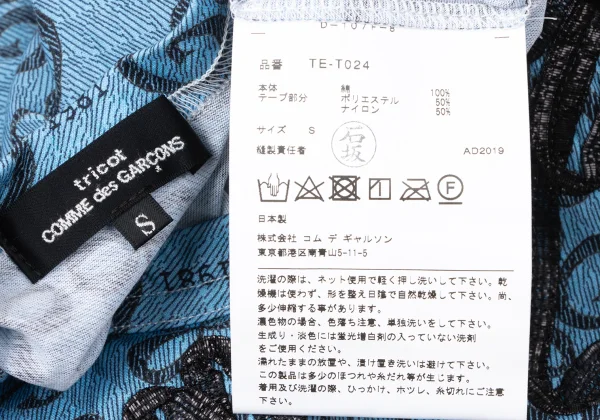 tricot
COMME des GARÇONS
S
品番 TE-T024
本体 綿 100%
テープ部分 ポリエステル 50%
ナイロン 50%
サイズ S
石坂
縫製責任者 AD2019
F
日本製
株式会社 コム デ ギャルソン
東京都港区南青山5-11-5
洗濯の際は、ネット使用で軽く押し洗いして下さい。乾
燥機は使わず、形を整え日陰で自然乾燥して下さい。尚、
多少伸縮する事があります。
濃色物の場合、色落ち注意、単独洗いをして下さい。
生成り・淡色には蛍光増白剤の入っていない洗剤
をご使用ください。
濡れたままの放置や、漬け置き洗いは避けて下さい。
この製品は多少のほつれや糸だれ等が生じます。
着用及び洗濯の際、ひっかけ、ホツレ、糸切れにご注意
下さい。
1981